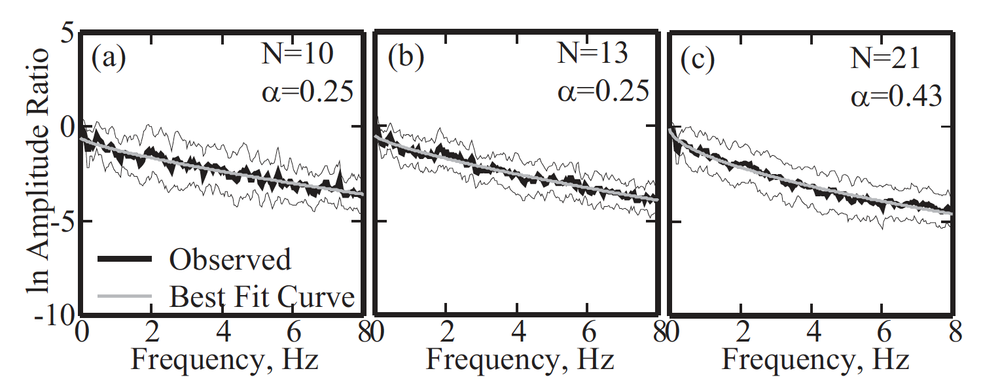 ln Amplitude Ratio
5
0
-5
-10
(a)
N=10
α=0.25
Observed
Best Fit Curve
0 2 4 6 8
Frequency, Hz
(b)
N=13
α=0.25
0 2 4 6 8
Frequency, Hz
(c)
N=21
α=0.43
0 2 4 6 8
Frequency, Hz